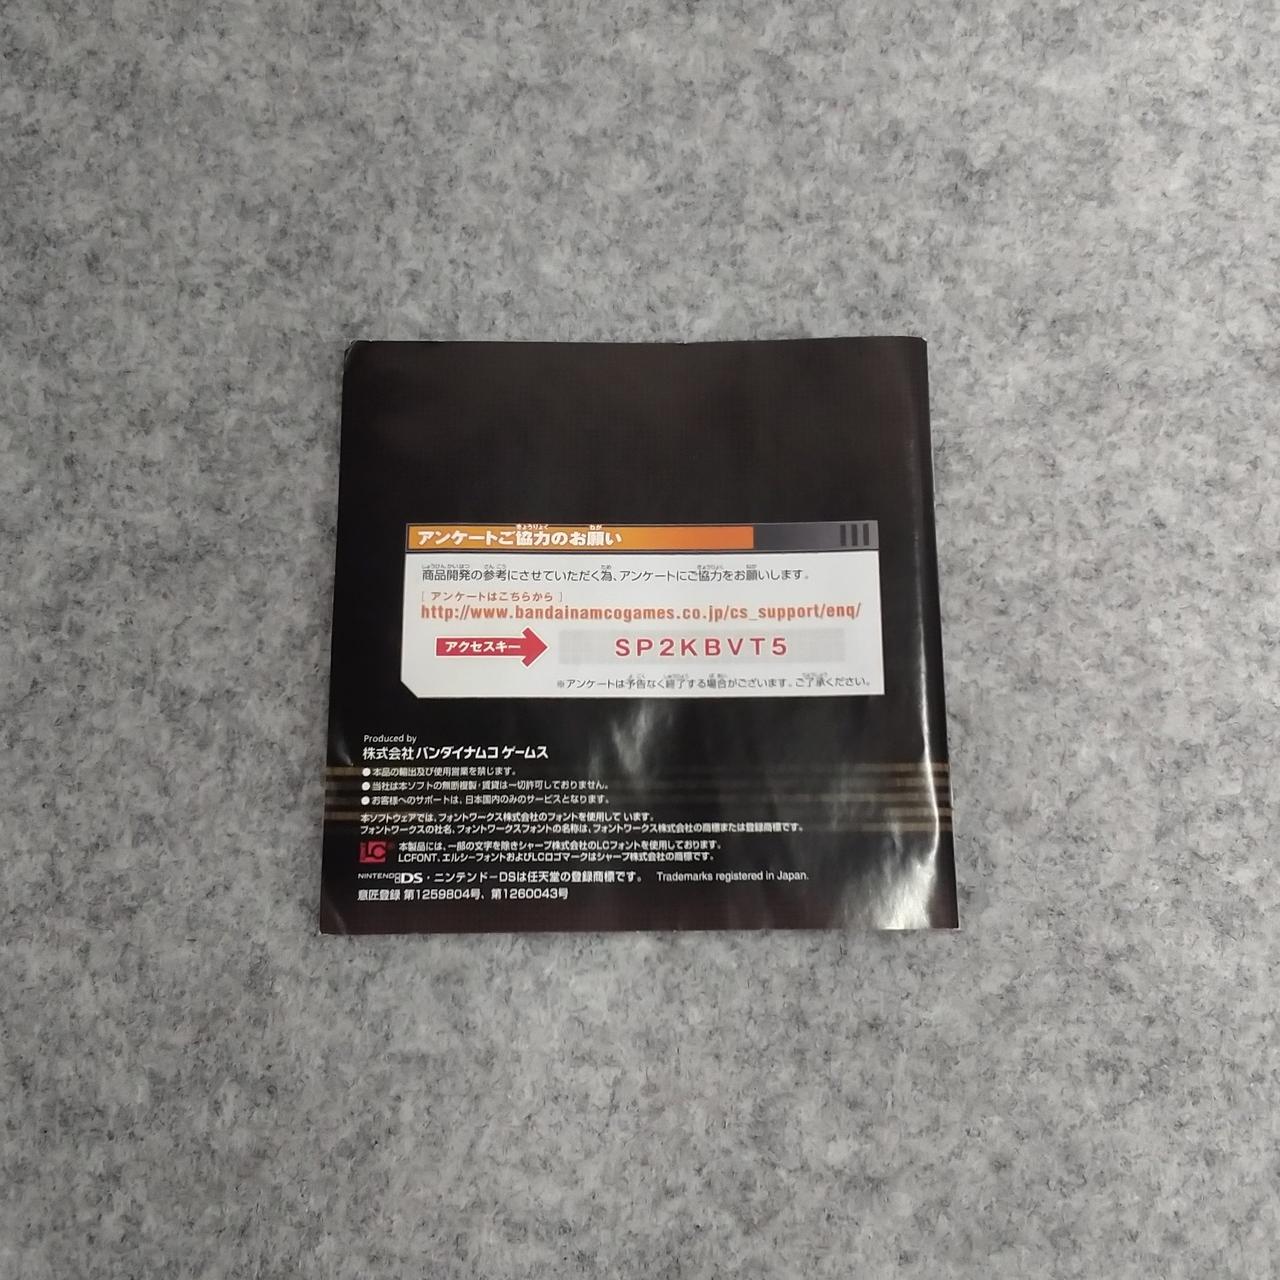 アンケートご協力のお願い
商品開発の参考にさせていただく為、アンケートにご協力をお願いします。
[ アンケートはこちらから ]
http://www.bandainamcogames.co.jp/cs_support/enq/
アクセスキー SP2KBVT5
※アンケートは予告なく終了する場合がございます。ご了承ください。
Produced by
株式会社 バンダイナムコ ゲームス
●本品の輸出及び使用営業を禁じます。
●当社は本ソフトの無断複製・賃貸は一切許可しておりません。
●お客様へのサポートは、日本国内のみのサービスとなります。
本ソフトウェアでは、フォントワークス株式会社のフォントを使用して います。
フォントワークスの社名、フォントワークスフォントの名称は、フォントワークス株式会社の商標または登録商標です。
LC® 本製品には、一部の文字を除きシャープ株式会社のLCフォントを使用しております。
LCFONT、エルシーフォントおよびLCロゴマークはシャープ株式会社の商標です。
NINTENDO DS・ニンテンドーDSは任天堂の登録商標です。 Trademarks registered in Japan.
意匠登録 第1259804号、第1260043号